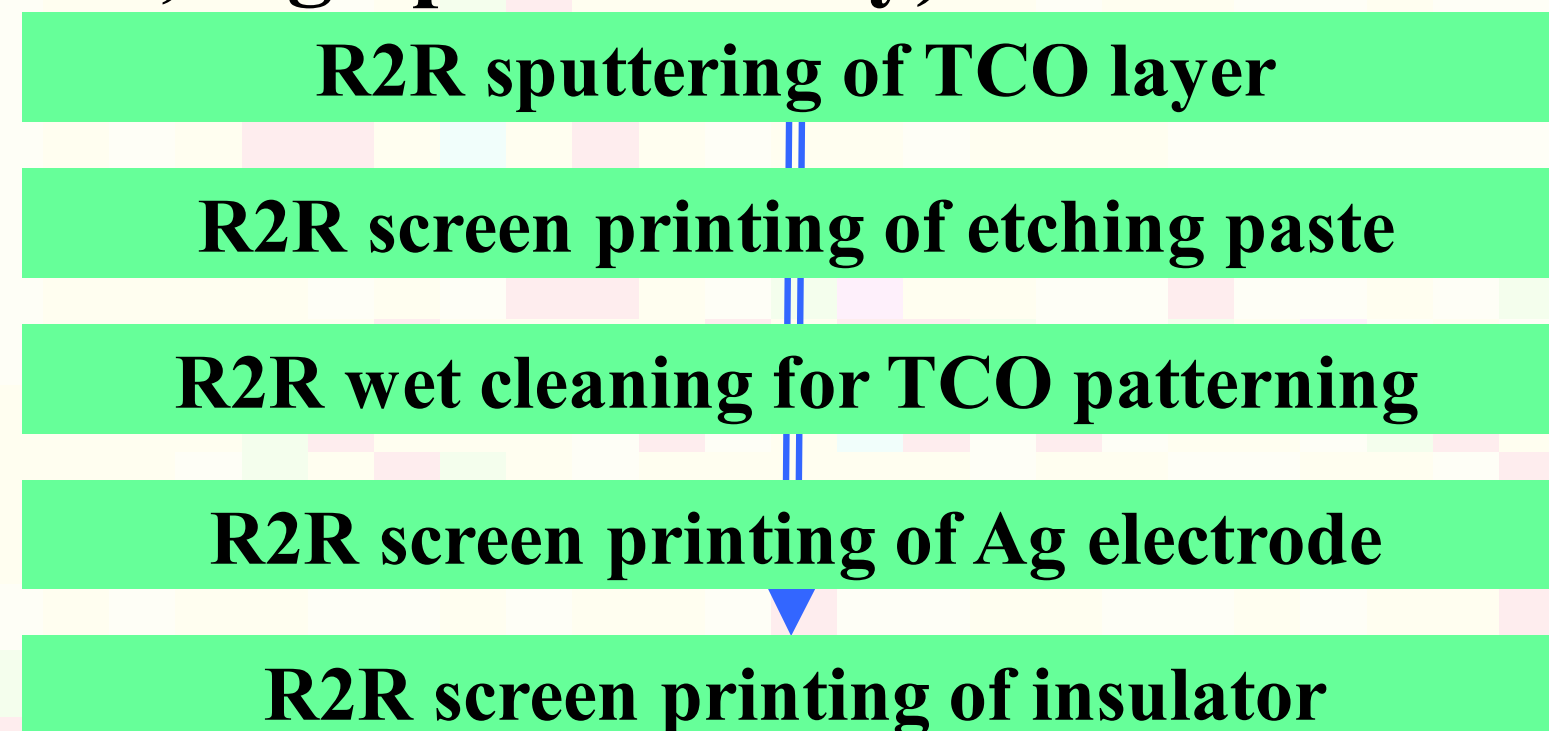 R2R sputtering of TCO layer
R2R screen printing of etching paste
R2R wet cleaning for TCO patterning
R2R screen printing of Ag electrode
R2R screen printing of insulator